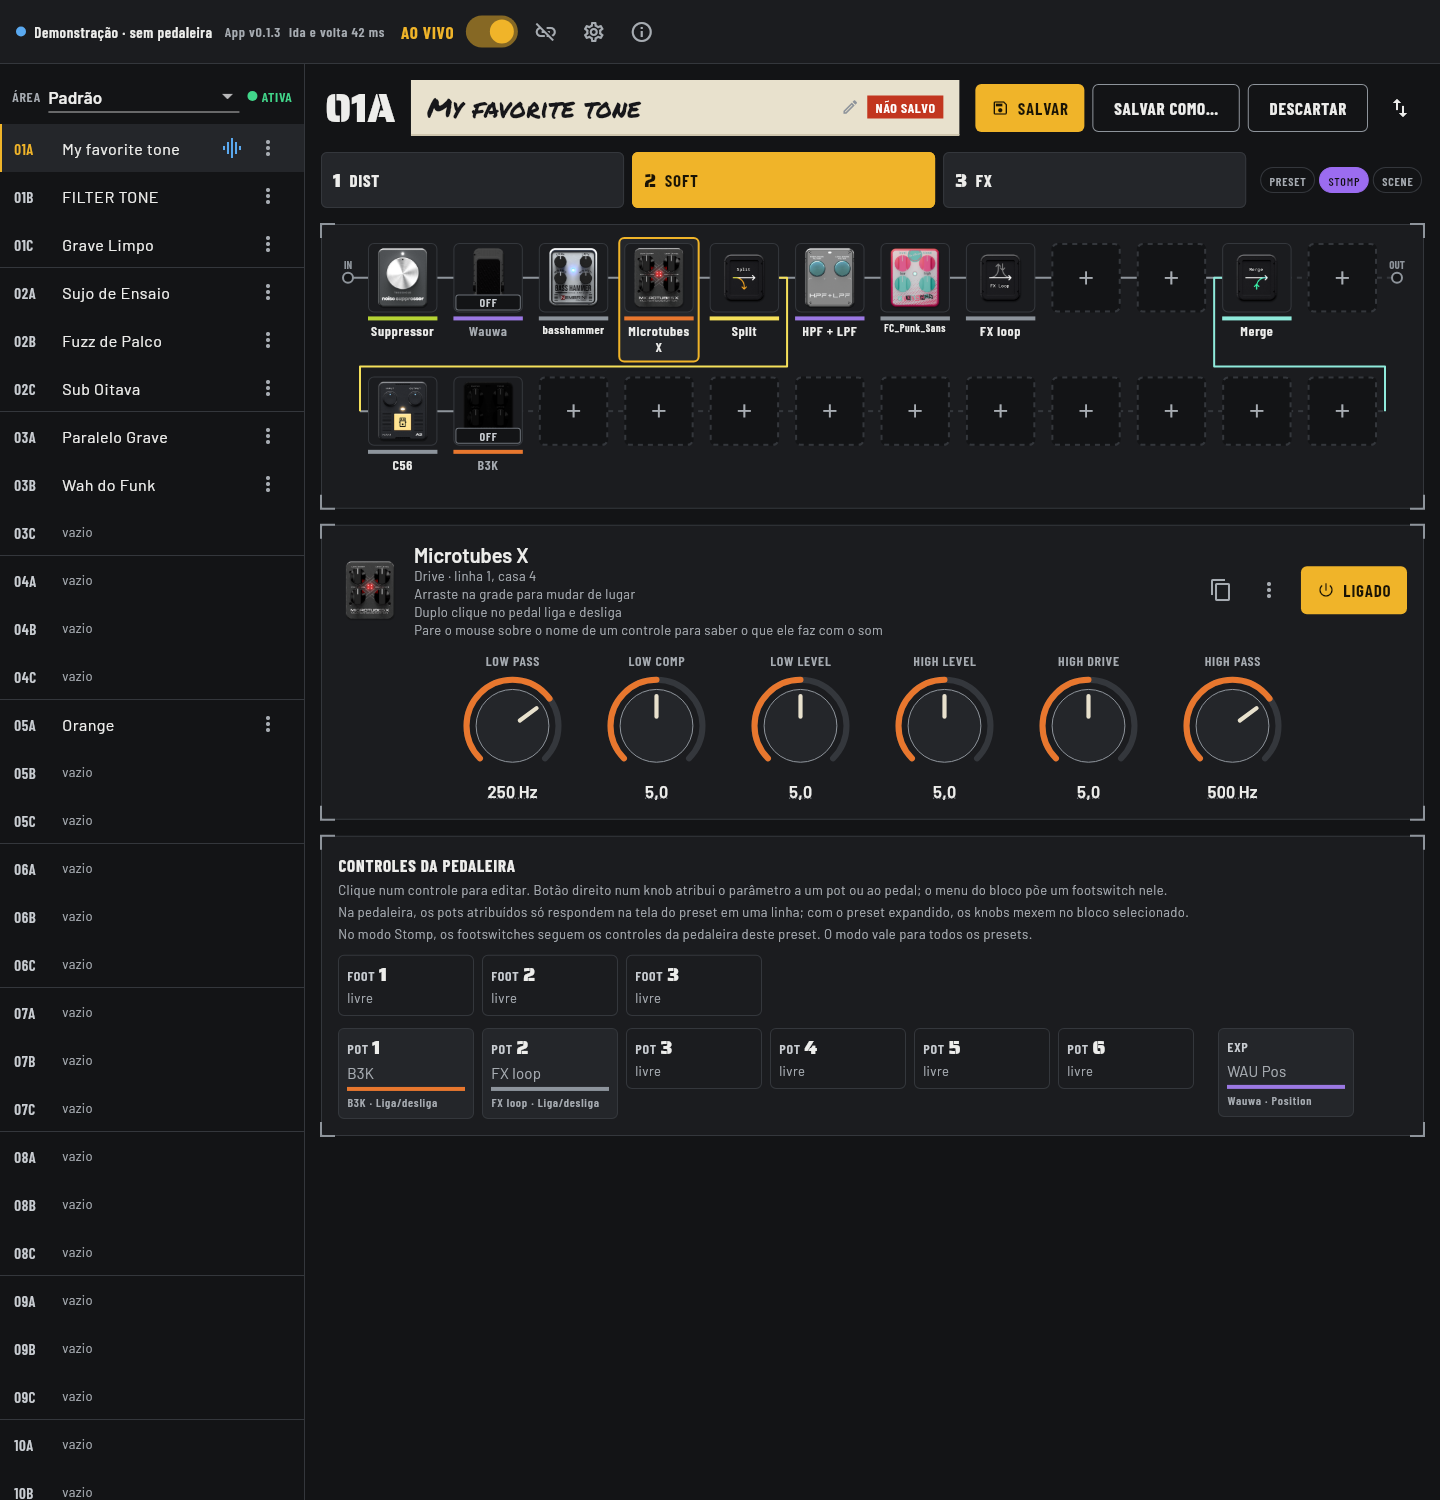 Demonstração · sem pedaleira App v0.1.3 Ida e volta 42 ms AO VIVO
ÁREA Padrão ATIVA
01A My favorite tone
01B FILTER TONE
01C Grave Limpo
02A Sujo de Ensaio
02B Fuzz de Palco
02C Sub Oitava
03A Paralelo Grave
03B Wah do Funk
03C vazio
04A vazio
04B vazio
04C vazio
05A Orange
05B vazio
05C vazio
06A vazio
06B vazio
06C vazio
07A vazio
07B vazio
07C vazio
08A vazio
08B vazio
08C vazio
09A vazio
09B vazio
09C vazio
10A vazio
10B vazio
01A My favorite tone NÃO SALVO SALVAR SALVAR COMO... DESCARTAR
1 DIST 2 SOFT 3 FX PRESET STOMP SCENE
IN OUT
noise suppressor BASS HAMMER MICROTUBES X Split HPF+LPF FX Loop Merge
OFF
Suppressor Wauwa basshammer Microtubes X Split HPF + LPF FC_Punk_Sans FX loop Merge
OFF
C56 B3K
Microtubes X
Drive · linha 1, casa 4
Arraste na grade para mudar de lugar
Duplo clique no pedal liga e desliga
Pare o mouse sobre o nome de um controle para saber o que ele faz com o som
LIGADO
LOW PASS LOW COMP LOW LEVEL HIGH LEVEL HIGH DRIVE HIGH PASS
250 Hz 5,0 5,0 5,0 5,0 500 Hz
CONTROLES DA PEDALEIRA
Clique num controle para editar. Botão direito num knob atribui o parâmetro a um pot ou ao pedal; o menu do bloco põe um footswitch nele.
Na pedaleira, os pots atribuídos só respondem na tela do preset em uma linha; com o preset expandido, os knobs mexem no bloco selecionado.
No modo Stomp, os footswitches seguem os controles da pedaleira deste preset. O modo vale para todos os presets.
FOOT 1 FOOT 2 FOOT 3
livre livre livre
POT 1 POT 2 POT 3 POT 4 POT 5 POT 6 EXP
B3K FX loop livre livre livre livre WAU Pos
B3K · Liga/desliga FX loop · Liga/desliga Wauwa · Position